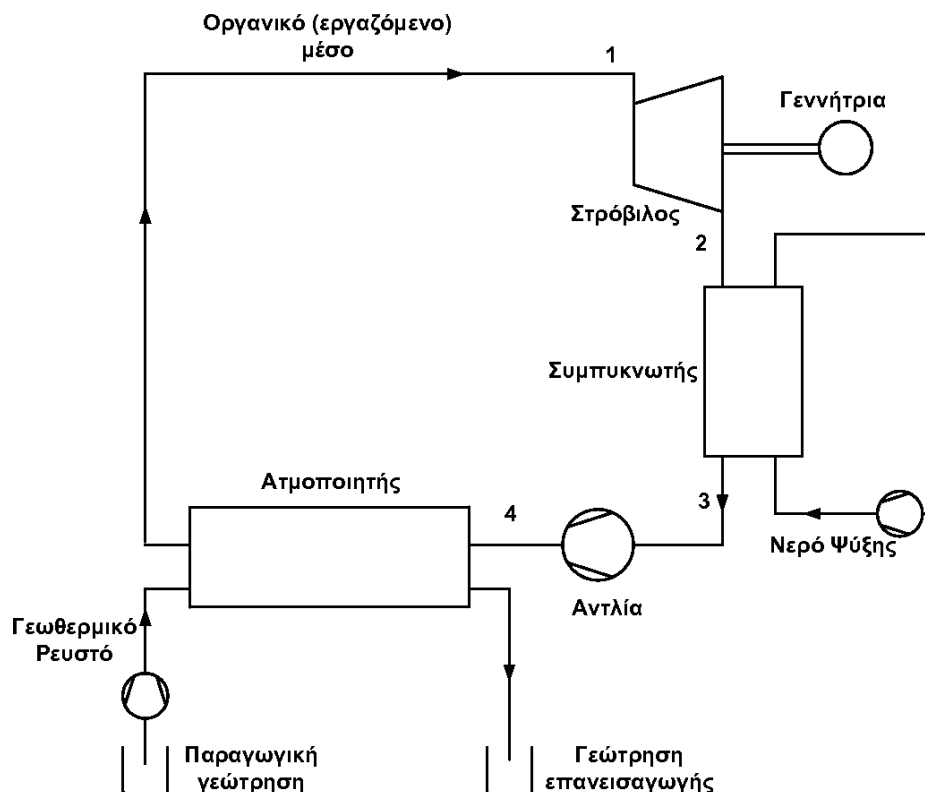 Οργανικό (εργαζόμενο)
μέσο
1
Γεννήτρια
Στρόβιλος
2
Συμπυκνωτής
Ατμοποιητής
4
3
Νερό Ψύξης
Αντλία
Γεωθερμικό
Ρευστό
Παραγωγική
γεώτρηση
Γεώτρηση
επανεισαγωγής